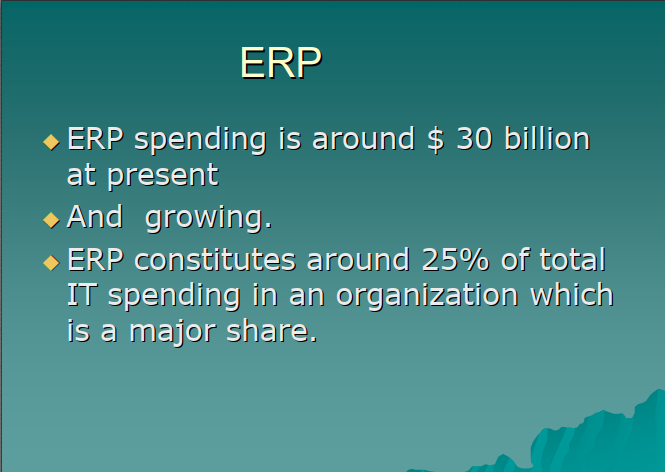 ERP
ERP spending is around $ 30 billion
at present
And  growing.
ERP constitutes around 25% of total
IT spending in an organization which
is a major share.